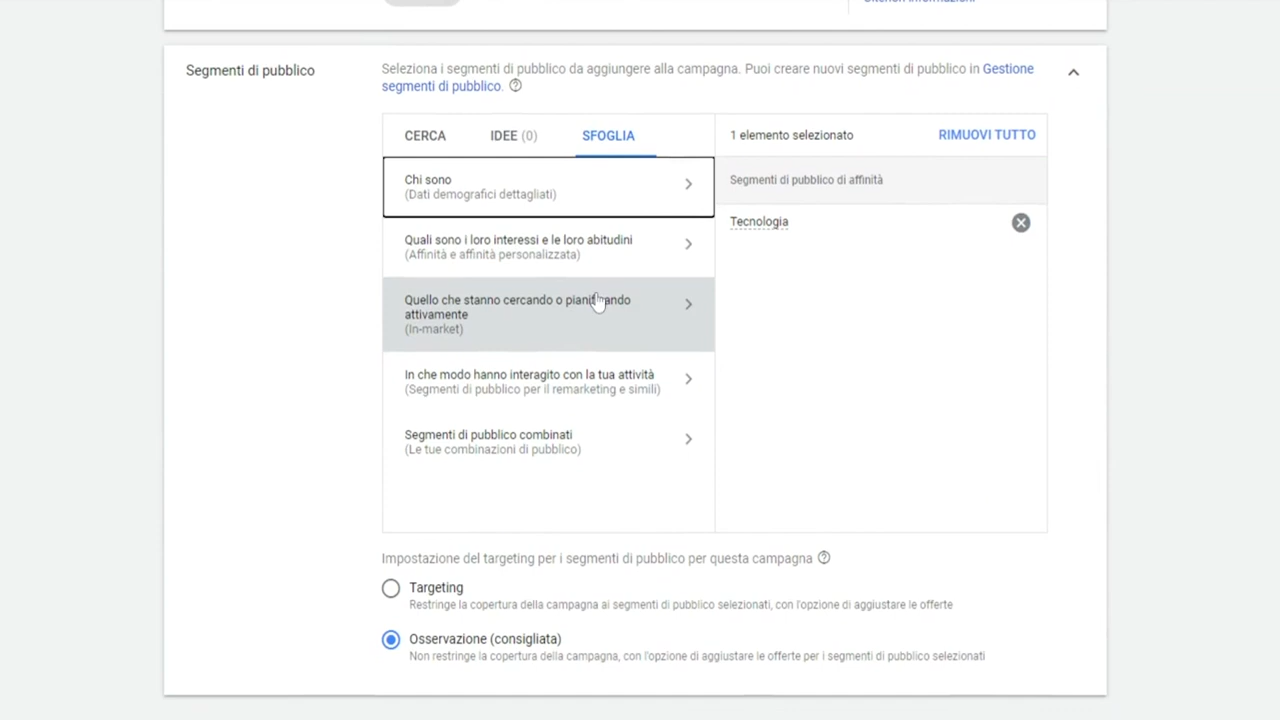 Segmenti di pubblico
Seleziona i segmenti di pubblico da aggiungere alla campagna. Puoi creare nuovi segmenti di pubblico in Gestione
segmenti di pubblico.
CERCA
IDEE (0)
SFOGLIA
Chi sono
(Dati demografici dettagliati)
Quali sono i loro interessi e le loro abitudini
(Affinità e affinità personalizzata)
Quello che stanno cercando o pianificando
attivamente
(In-market)
In che modo hanno interagito con la tua attività
(Segmenti di pubblico per il remarketing e simili)
Segmenti di pubblico combinati
(Le tue combinazioni di pubblico)
1 elemento selezionato
RIMUOVI TUTTO
Segmenti di pubblico di affinità
Tecnologia
Impostazione del targeting per i segmenti di pubblico per questa campagna
Targeting
Restringe la copertura della campagna ai segmenti di pubblico selezionati, con l'opzione di aggiustare le offerte
Osservazione (consigliata)
Non restringe la copertura della campagna, con l'opzione di aggiustare le offerte per i segmenti di pubblico selezionati